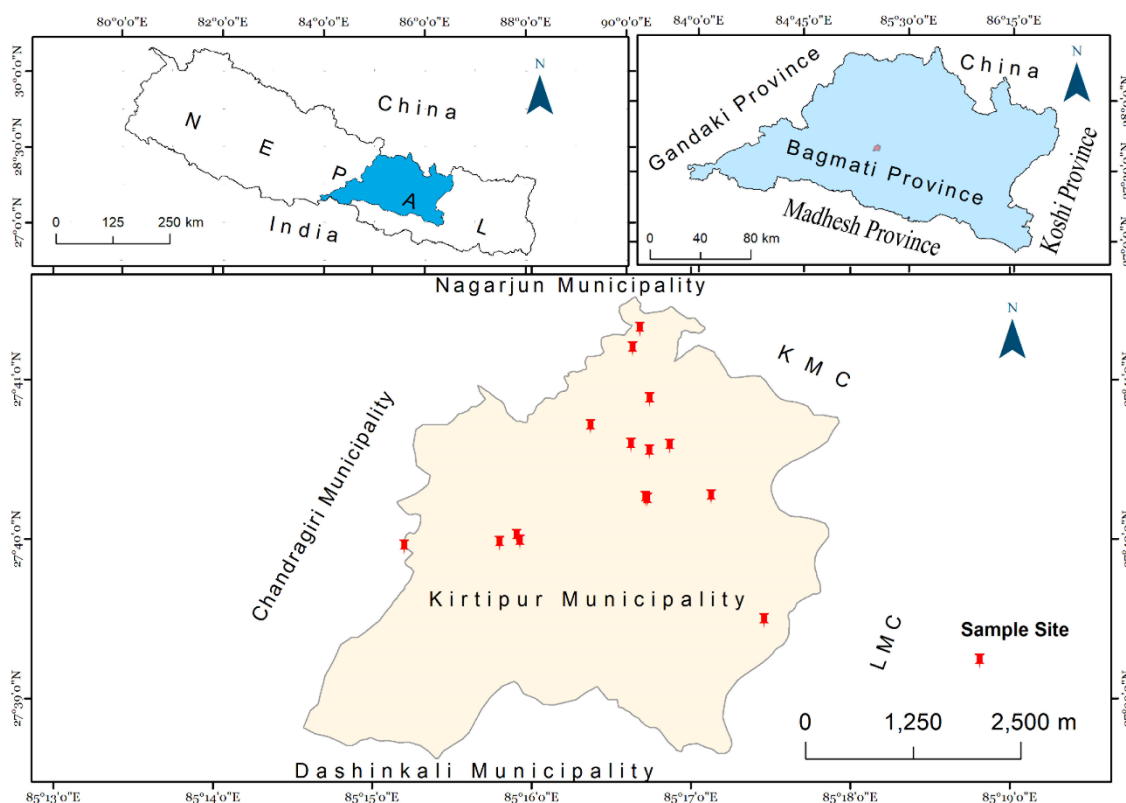 80°0'0"E 82°0'0"E 84°0'0"E 86°0'0"E 88°0'0"E 90°0'0"E
30°0'0"N
28°30'0"N
27°0'0"N
N
China
N E P A L
India
0 125 250 km
84°0'0"E 84°45'0"E 85°30'0"E 86°15'0"E
N
China
Gandaki Province
Bagmati Province
Madhesh Province
Koshi Province
0 40 80 km
Nagarjun Municipality
N
KMC
27°41'0"N
Chandragiri Municipality
27°40'0"N
Kirtipur Municipality
LMC
Sample Site
27°39'0"N
0 1,250 2,500 m
Dashinkali Municipality
85°13'0"E 85°14'0"E 85°15'0"E 85°16'0"E 85°17'0"E 85°18'0"E 85°19'0"E